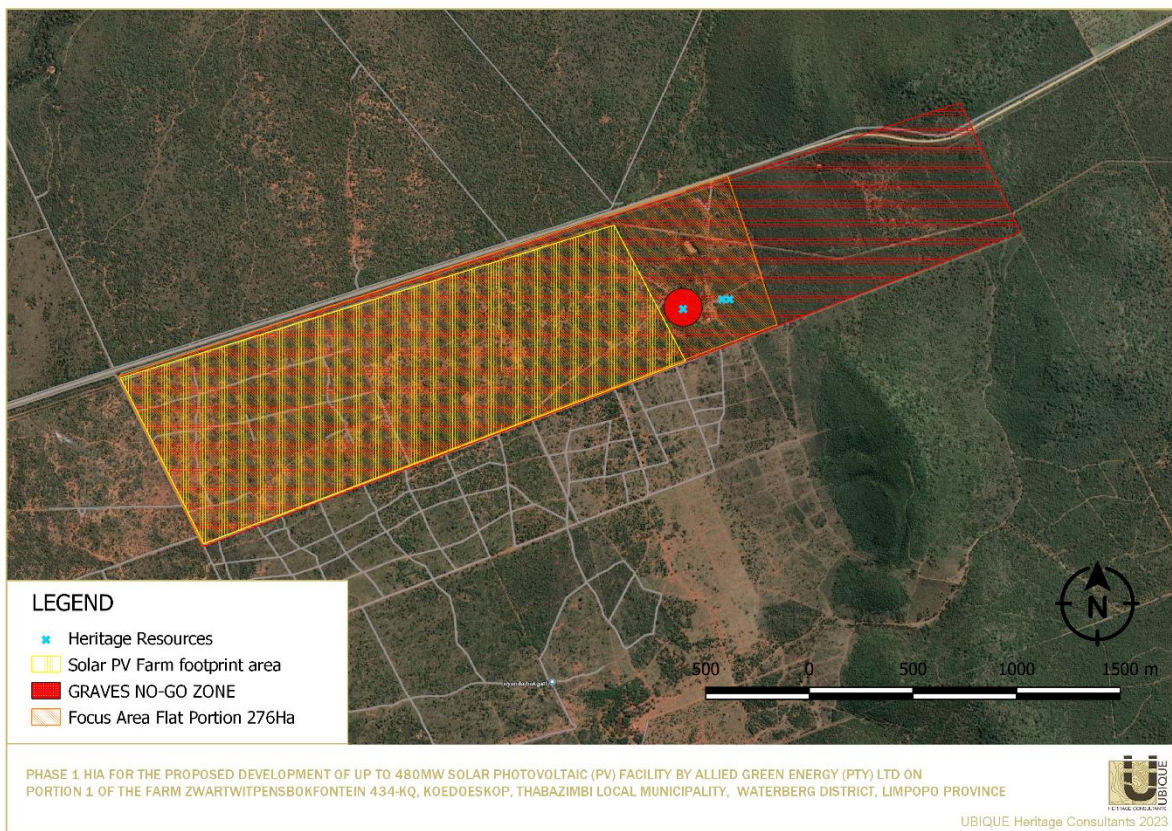 LEGEND
Heritage Resources
Solar PV Farm footprint area
GRAVES NO-GO ZONE
Focus Area Flat Portion 276Ha
N
500 0 500 1000 1500 m
PHASE 1 HIA FOR THE PROPOSED DEVELOPMENT OF UP TO 480MW SOLAR PHOTOVOLTAIC (PV) FACILITY BY ALLIED GREEN ENERGY (PTY) LTD ON
PORTION 1 OF THE FARM ZWARTWITPENSBOKFONTEIN 434-KQ, KOEDOESKOP, THABAZIMBI LOCAL MUNICIPALITY, WATERBERG DISTRICT, LIMPOPO PROVINCE
UBIQUE
HERITAGE CONSULTANTS
UBIQUE Heritage Consultants 2023